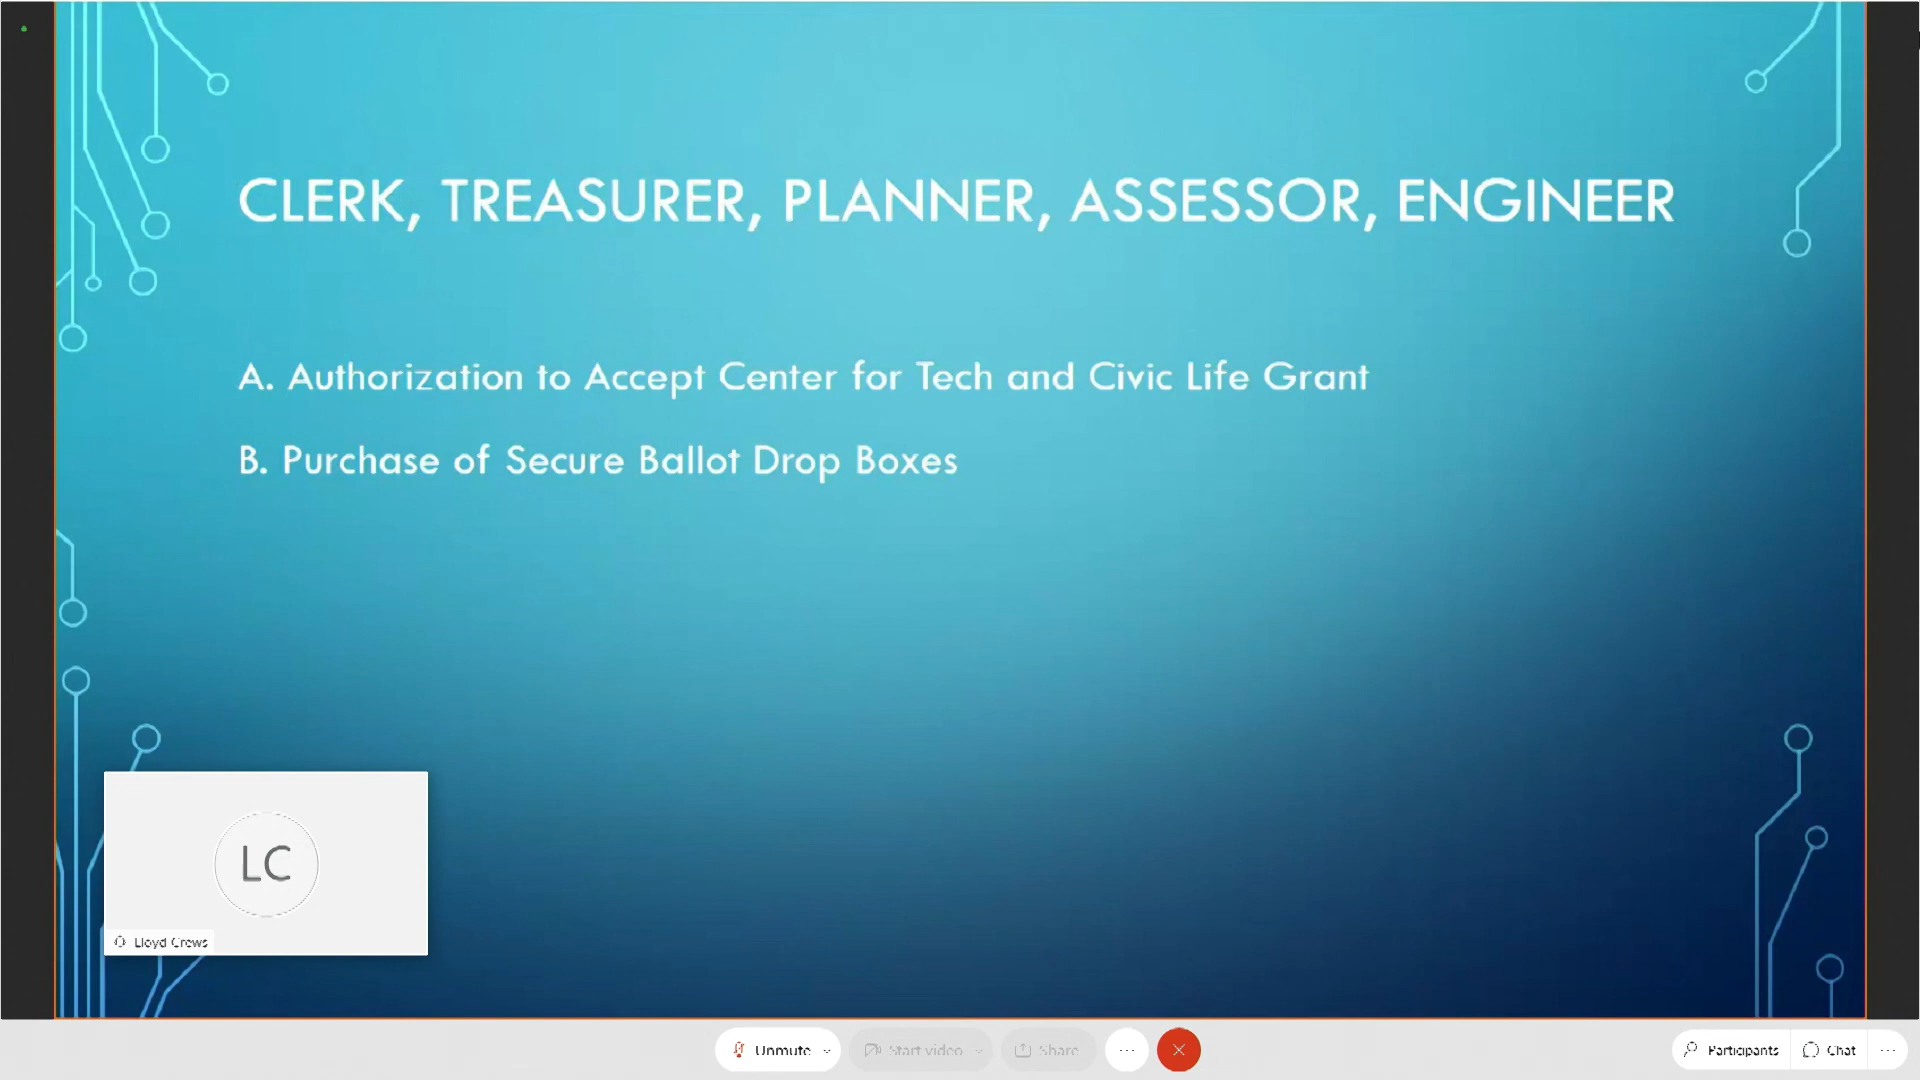 CLERK, TREASURER, PLANNER, ASSESSOR, ENGINEER
A. Authorization to Accept Center for Tech and Civic Life Grant
B. Purchase of Secure Ballot Drop Boxes
LC
Lloyd Crews
Unmute
Start video
Share
Participants
Chat